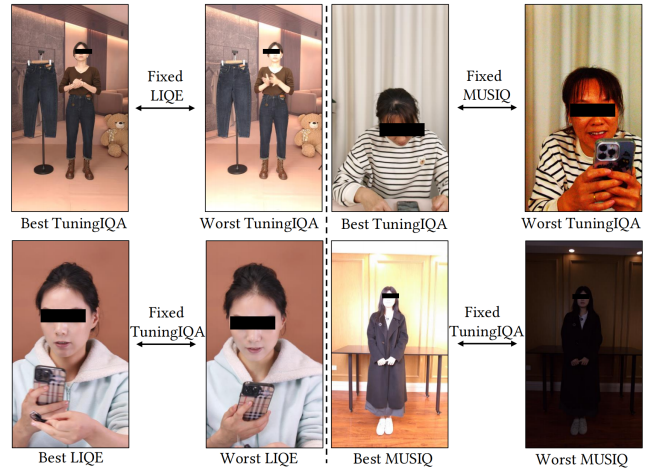 Fixed
LIQE
Best TuningIQA
Worst TuningIQA
Fixed
MUSIQ
Best TuningIQA
Worst TuningIQA
Fixed
TuningIQA
Best LIQE
Worst LIQE
Fixed
TuningIQA
Best MUSIQ
Worst MUSIQ